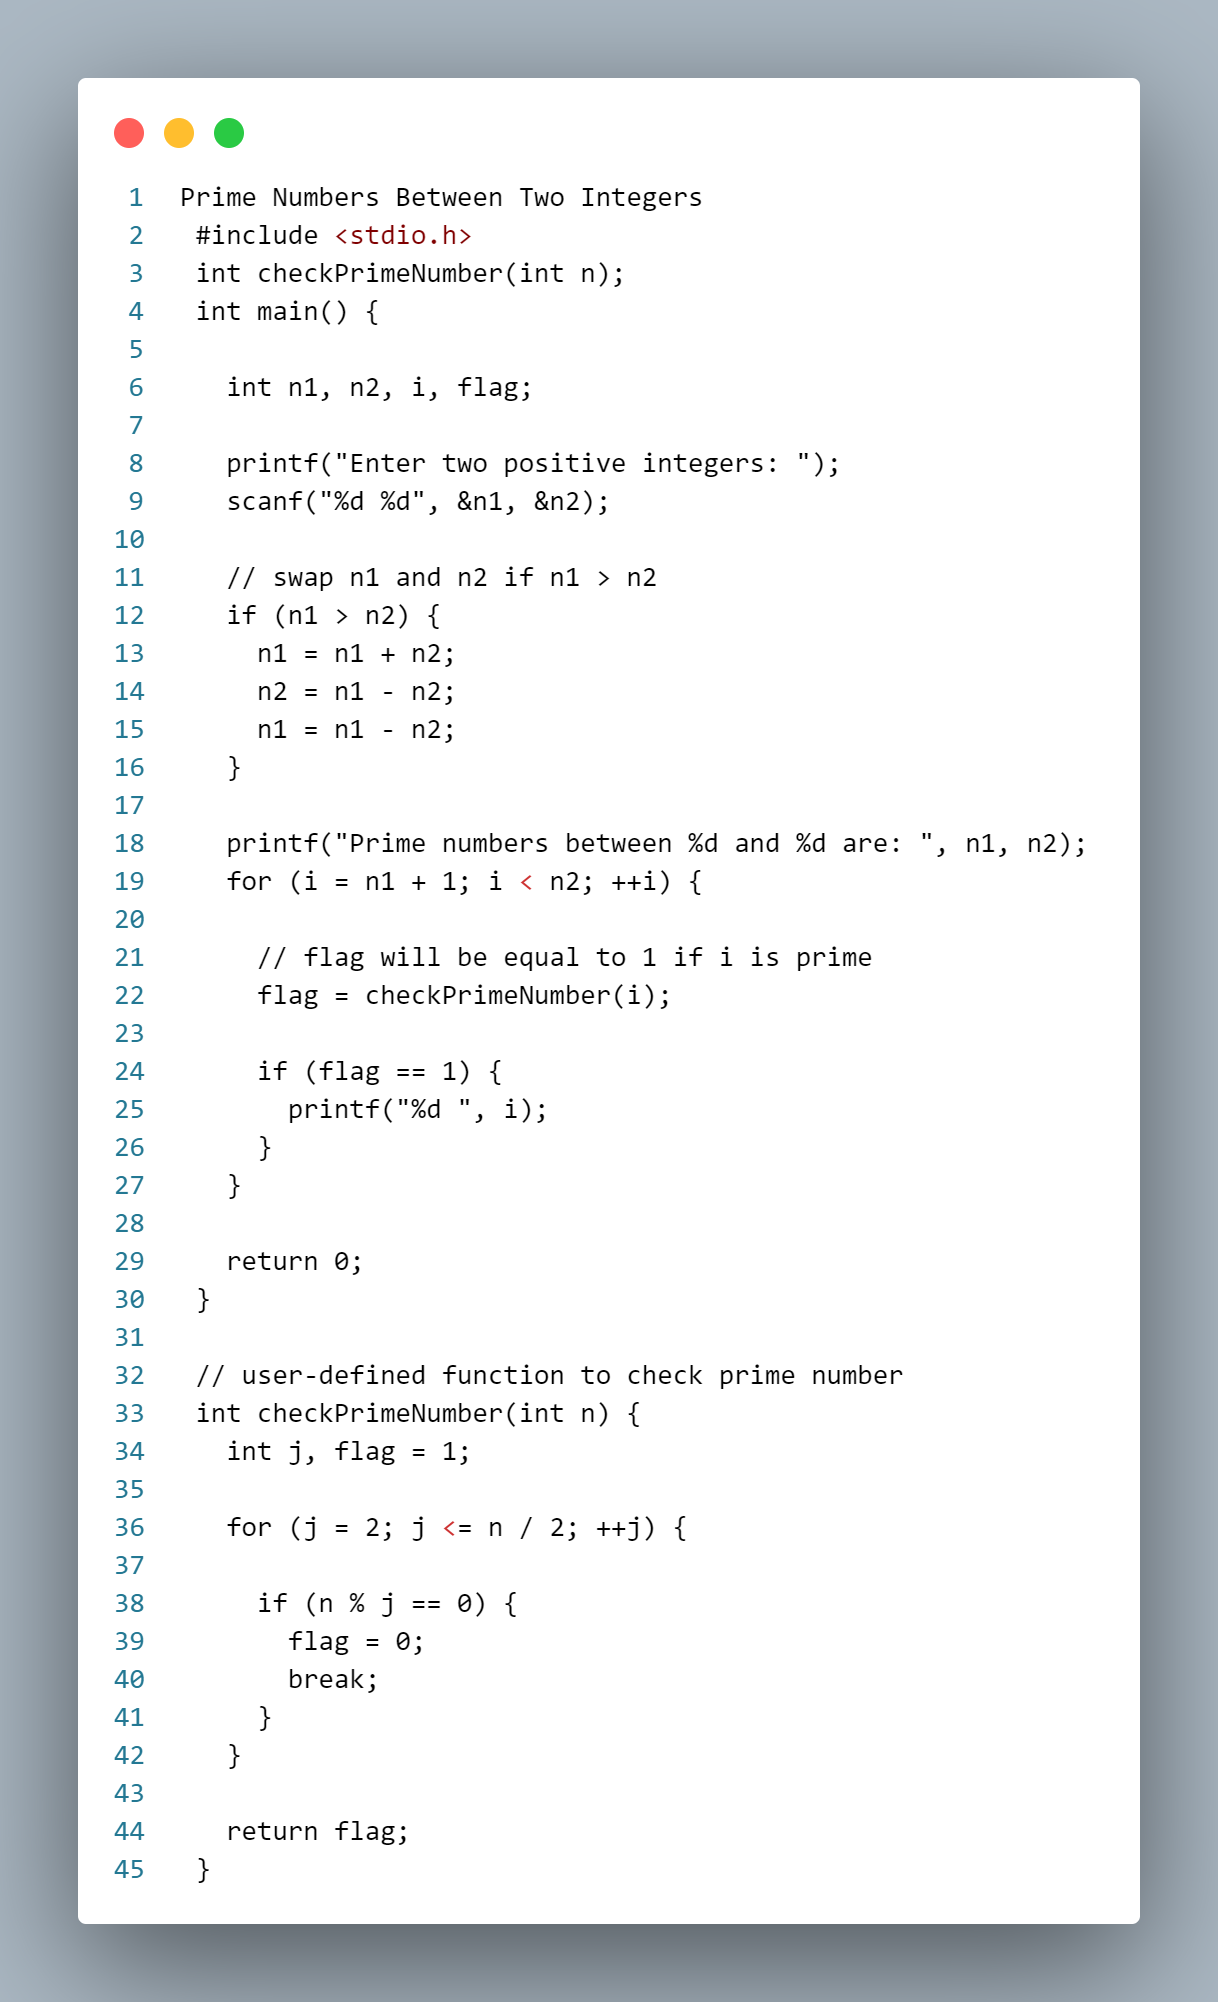 1 Prime Numbers Between Two Integers
2 #include <stdio.h>
3 int checkPrimeNumber(int n);
4 int main() {
5
6 int n1, n2, i, flag;
7
8 printf("Enter two positive integers: ");
9 scanf("%d %d", &n1, &n2);
10
11 // swap n1 and n2 if n1 > n2
12 if (n1 > n2) {
13 n1 = n1 + n2;
14 n2 = n1 - n2;
15 n1 = n1 - n2;
16 }
17
18 printf("Prime numbers between %d and %d are: ", n1, n2);
19 for (i = n1 + 1; i < n2; ++i) {
20
21 // flag will be equal to 1 if i is prime
22 flag = checkPrimeNumber(i);
23
24 if (flag == 1) {
25 printf("%d ", i);
26 }
27 }
28
29 return 0;
30 }
31
32 // user-defined function to check prime number
33 int checkPrimeNumber(int n) {
34 int j, flag = 1;
35
36 for (j = 2; j <= n / 2; ++j) {
37
38 if (n % j == 0) {
39 flag = 0;
40 break;
41 }
42 }
43
44 return flag;
45 }